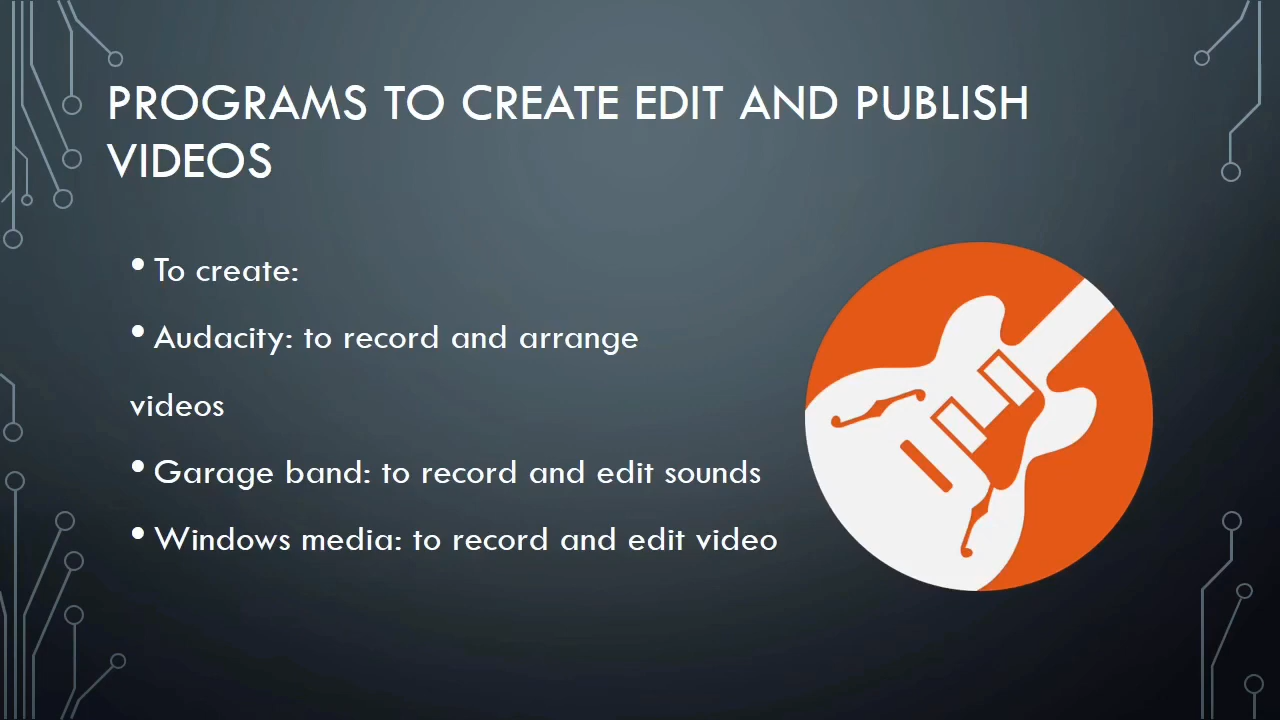 PROGRAMS TO CREATE EDIT AND PUBLISH
VIDEOS
• To create:
• Audacity: to record and arrange
videos
• Garage band: to record and edit sounds
• Windows media: to record and edit video